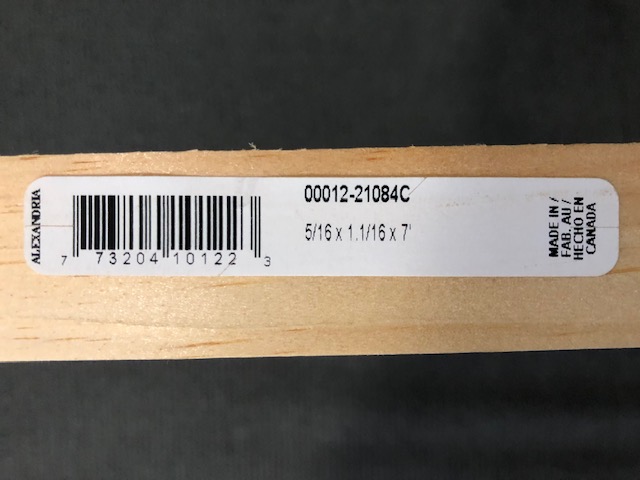 ALEXANDRIA
7 73204 10122 3
00012-21084C
5/16 x 1.1/16 x 7'
MADE IN /
FAB. AU /
HECHO EN
CANADA